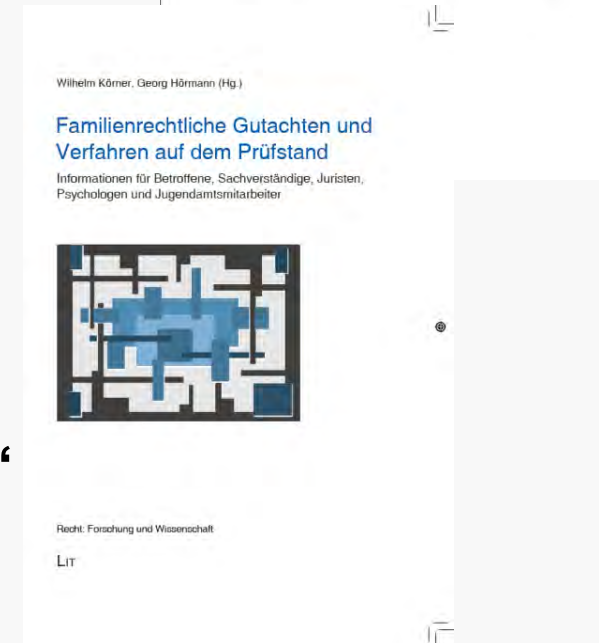 Wilhelm Körner, Georg Hörmann (Hg.)
Familienrechtliche Gutachten und
Verfahren auf dem Prüfstand
Informationen für Betroffene, Sachverständige, Juristen,
Psychologen und Jugendamtsmitarbeiter
“
Recht: Forschung und Wissenschaft
LIT